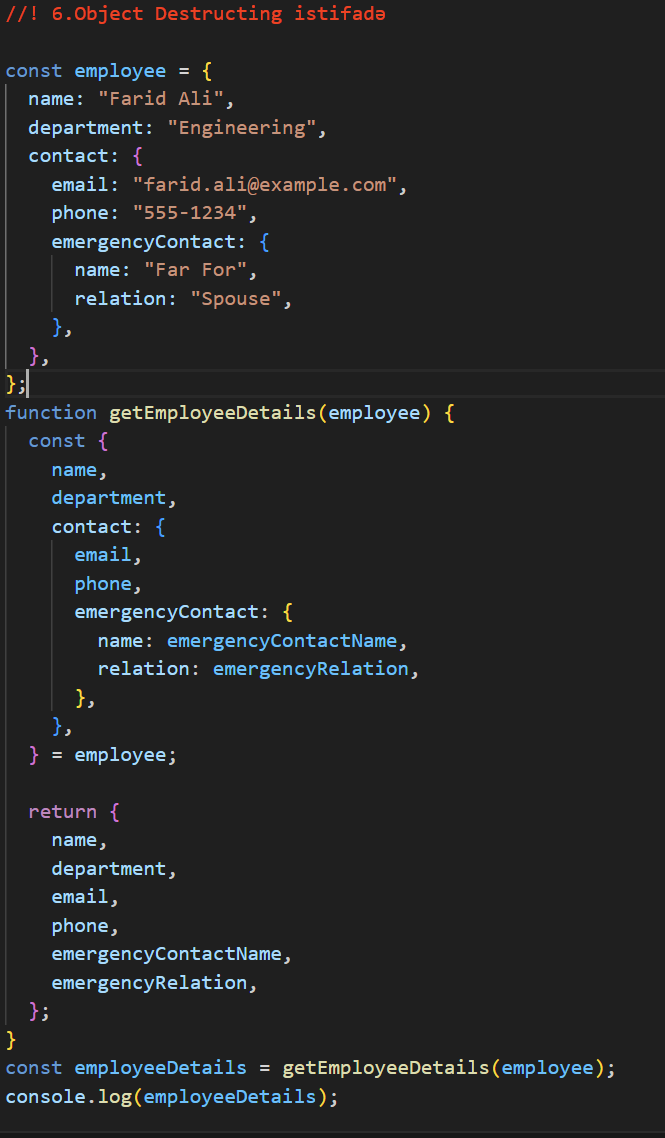 //! 6.Object Destructing istifadə
const employee = {
  name: "Farid Ali",
  department: "Engineering",
  contact: {
    email: "farid.ali@example.com",
    phone: "555-1234",
    emergencyContact: {
      name: "Far For",
      relation: "Spouse",
    },
  },
};
function getEmployeeDetails(employee) {
  const {
    name,
    department,
    contact: {
      email,
      phone,
      emergencyContact: {
        name: emergencyContactName,
        relation: emergencyRelation,
      },
    },
  } = employee;
  return {
    name,
    department,
    email,
    phone,
    emergencyContactName,
    emergencyRelation,
  };
}
const employeeDetails = getEmployeeDetails(employee);
console.log(employeeDetails);